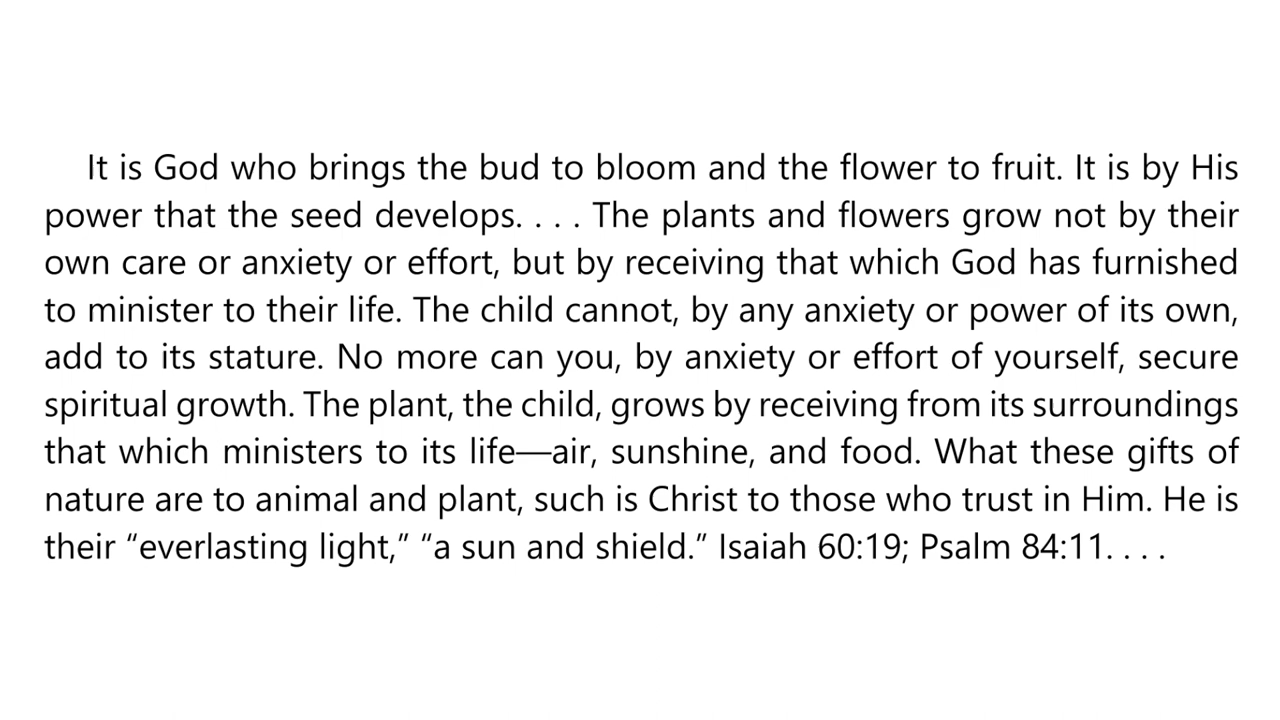 It is God who brings the bud to bloom and the flower to fruit. It is by His
power that the seed develops. . . . The plants and flowers grow not by their
own care or anxiety or effort, but by receiving that which God has furnished
to minister to their life. The child cannot, by any anxiety or power of its own,
add to its stature. No more can you, by anxiety or effort of yourself, secure
spiritual growth. The plant, the child, grows by receiving from its surroundings
that which ministers to its life—air, sunshine, and food. What these gifts of
nature are to animal and plant, such is Christ to those who trust in Him. He is
their “everlasting light,” “a sun and shield.” Isaiah 60:19; Psalm 84:11. . . .